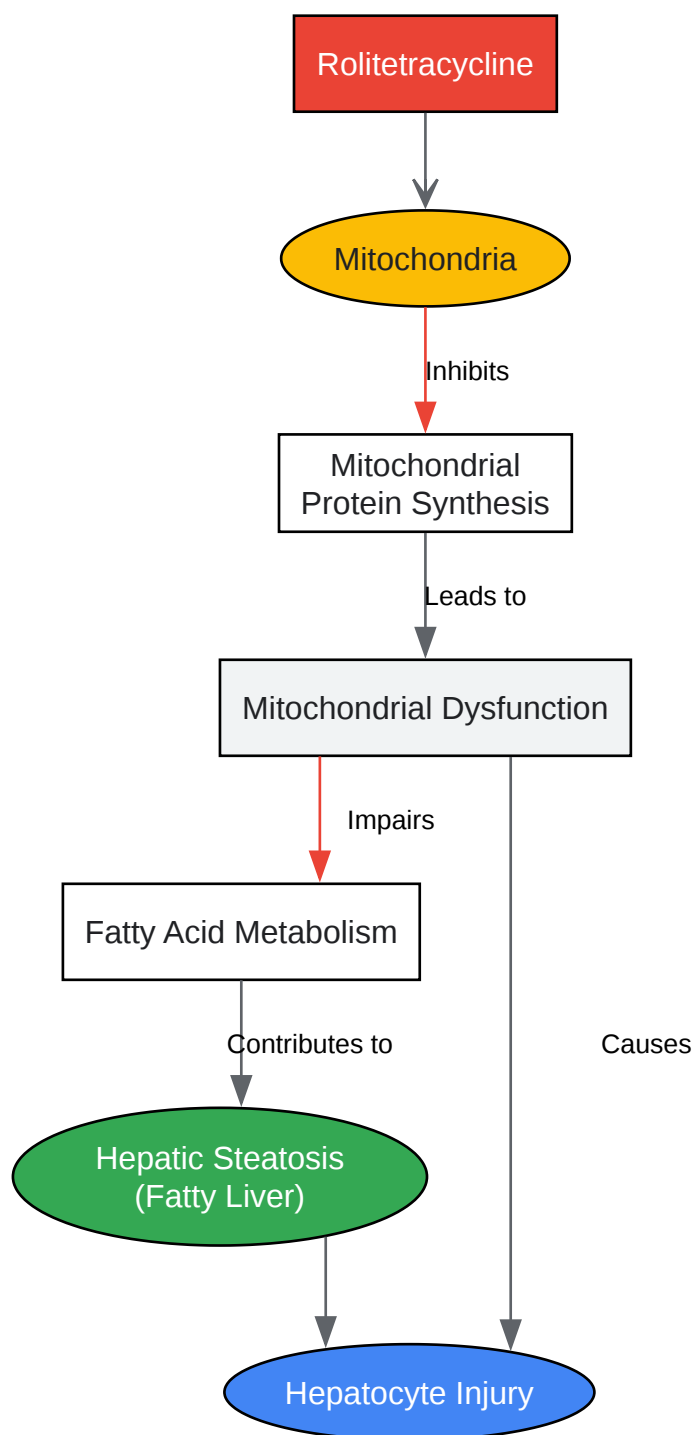 Rolitetracycline
Mitochondria
Inhibits
Mitochondrial
Protein Synthesis
Leads to
Mitochondrial Dysfunction
Impairs
Fatty Acid Metabolism
Contributes to
Causes
Hepatic Steatosis
(Fatty Liver)
Hepatocyte Injury